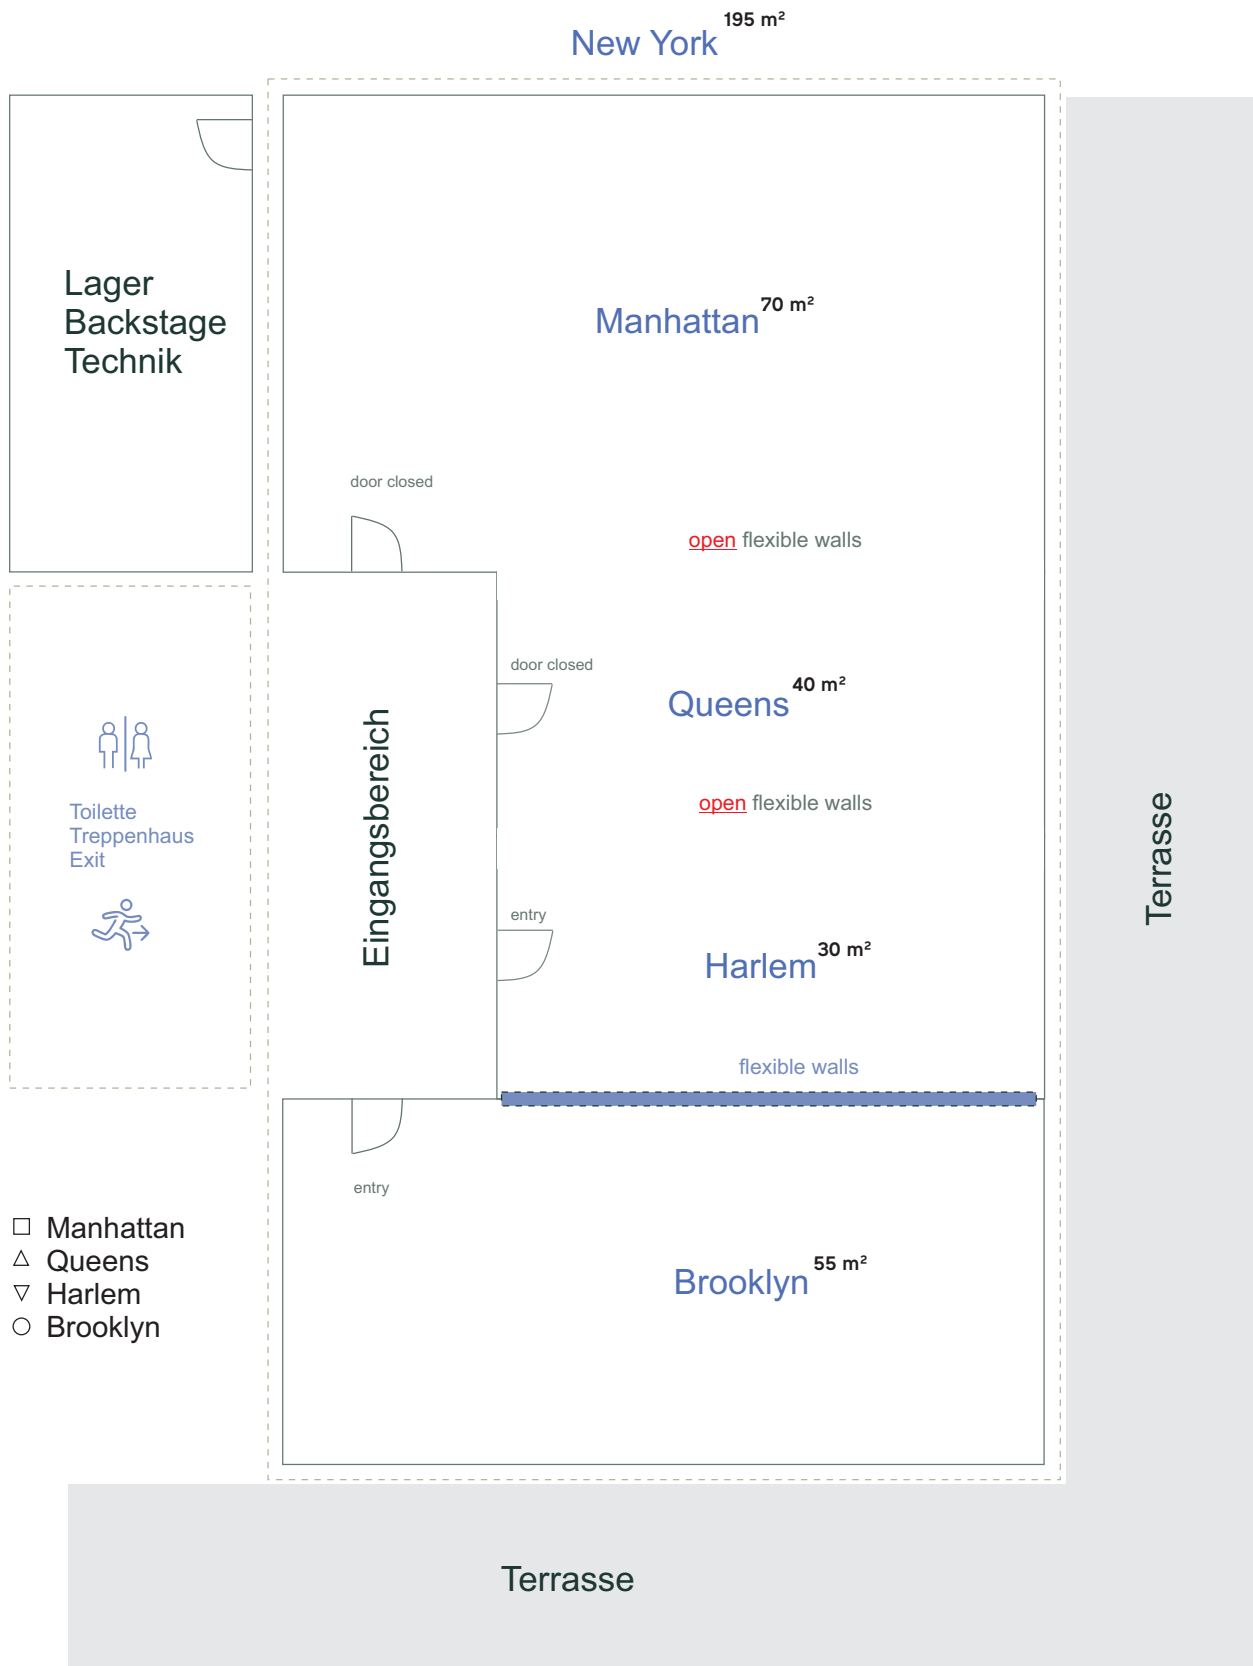 New York 195 m²
Lager
Backstage
Technik
Manhattan 70 m²
door closed
open flexible walls
door closed
Queens 40 m²
Eingangsbereich
Toilette
Treppenhaus
Exit
open flexible walls
Terrasse
entry
Harlem 30 m²
flexible walls
entry
□ Manhattan
△ Queens
▽ Harlem
○ Brooklyn
Brooklyn 55 m²
Terrasse